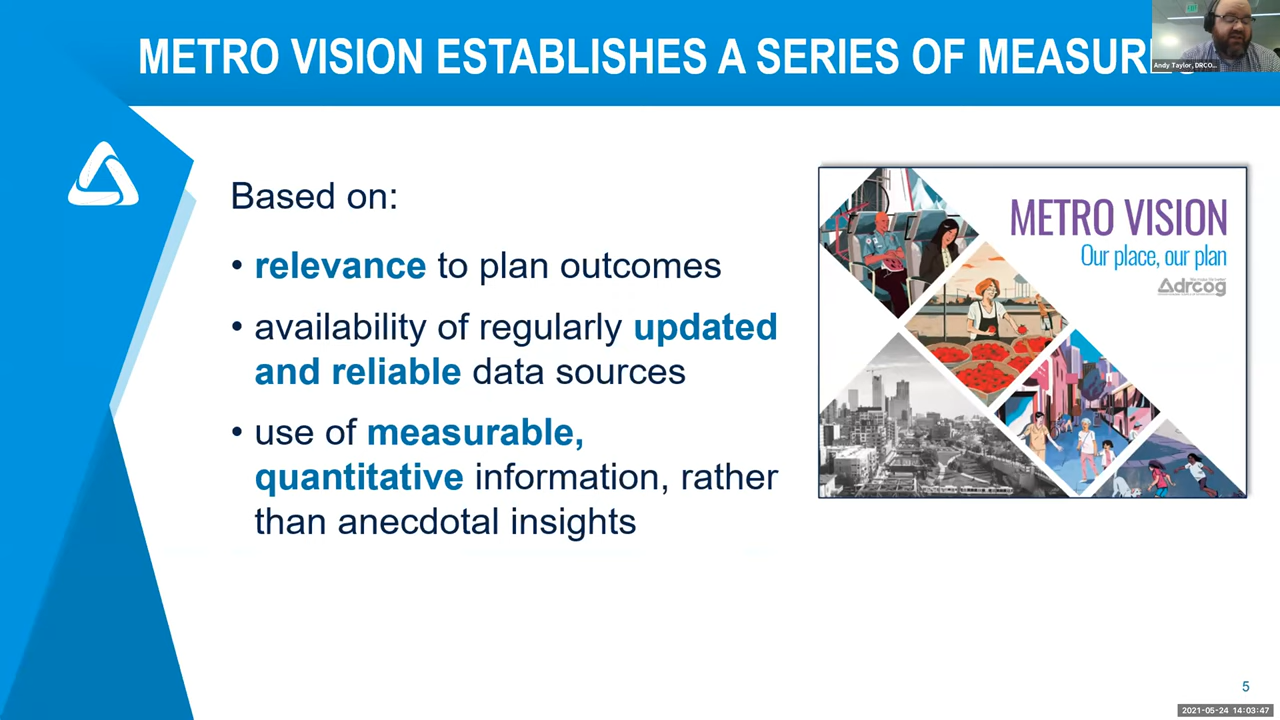 METRO VISION ESTABLISHES A SERIES OF MEASUR
Andy Taylor, DRCO...
Based on:
• relevance to plan outcomes
• availability of regularly updated
and reliable data sources
• use of measurable,
quantitative information, rather
than anecdotal insights
METRO VISION
Our place, our plan
drcog
5
2021-05-24 14:03:47